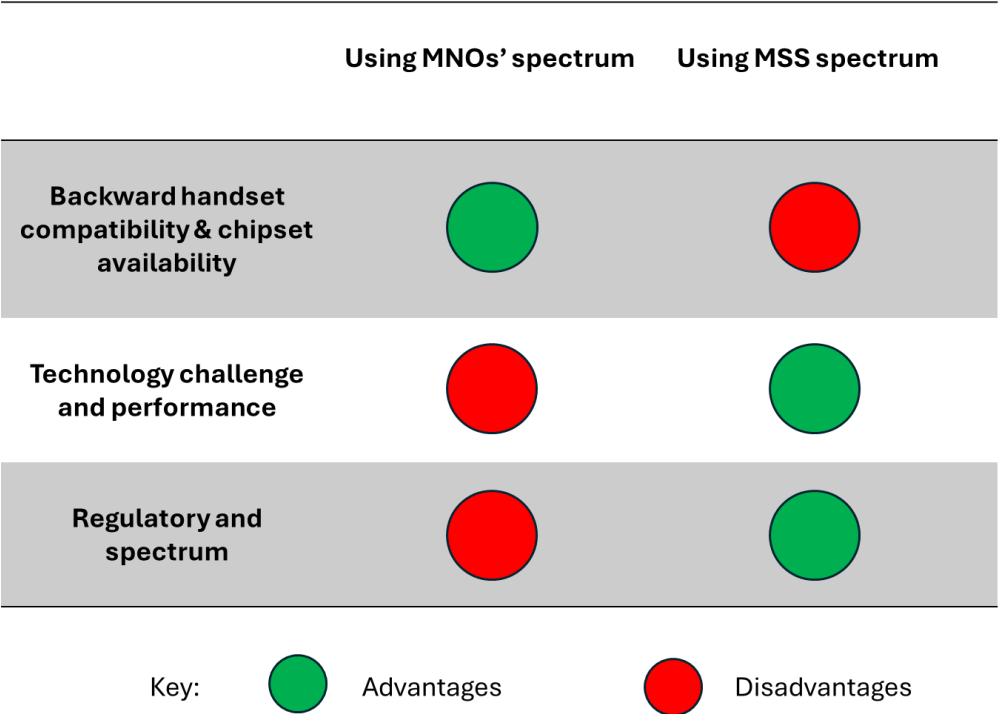 Using MNOs’ spectrum Using MSS spectrum
Backward handset
compatibility & chipset
availability
Technology challenge
and performance
Regulatory and
spectrum
Key: Advantages Disadvantages